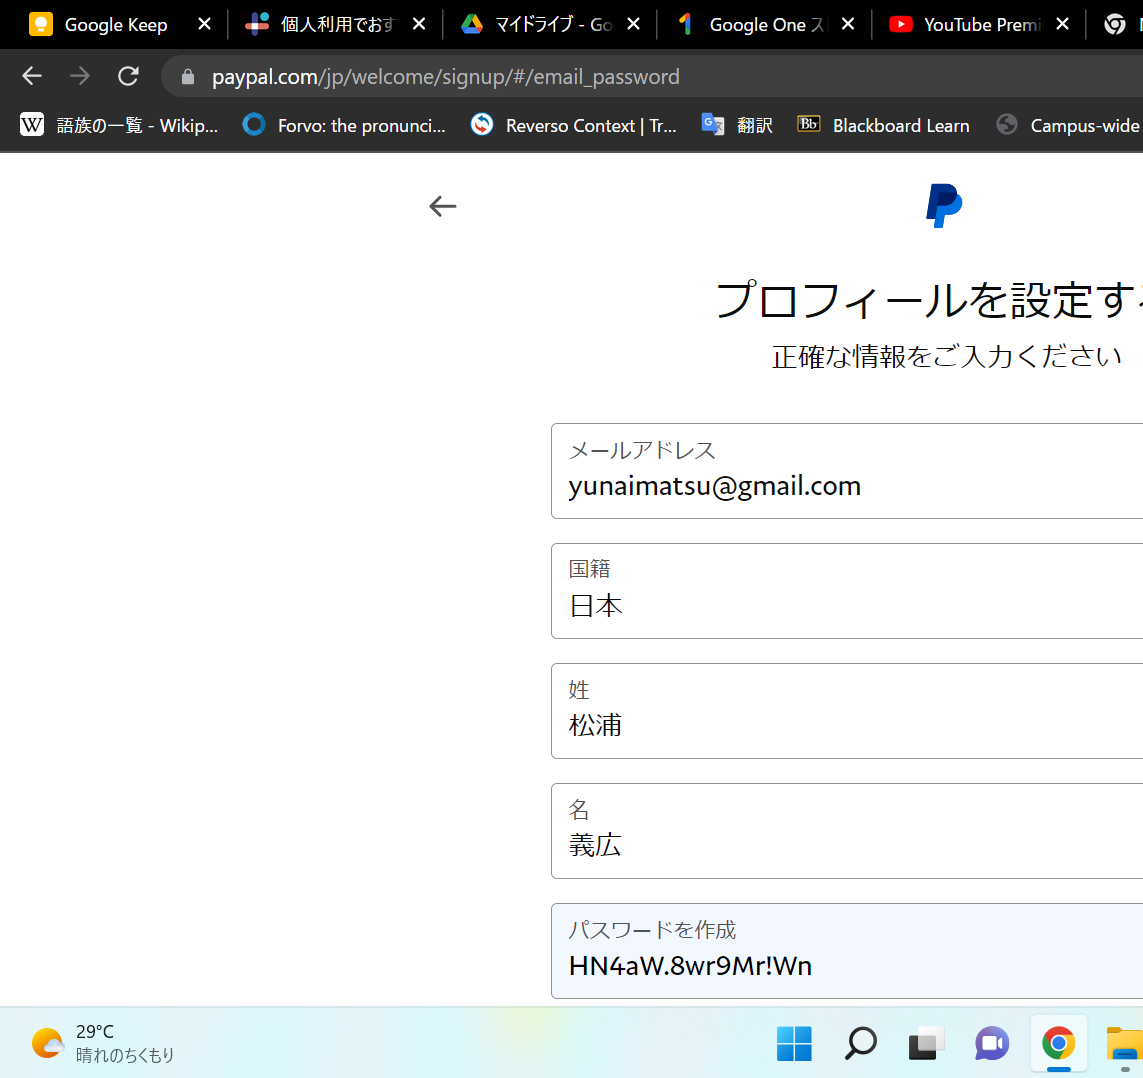 Google Keep
個人利用でおす
マイドライブ - Go
Google One ス
YouTube Premi
paypal.com/jp/welcome/signup/#/email_password
語族の一覧 - Wikip...
Forvo: the pronunci...
Reverso Context | Tr...
翻訳
Blackboard Learn
Campus-wide
プロフィールを設定する
正確な情報をご入力ください
メールアドレス
yunaimatsu@gmail.com
国籍
日本
姓
松浦
名
義広
パスワードを作成
HN4aW.8wr9Mr!Wn
29°C
晴れのちくもり